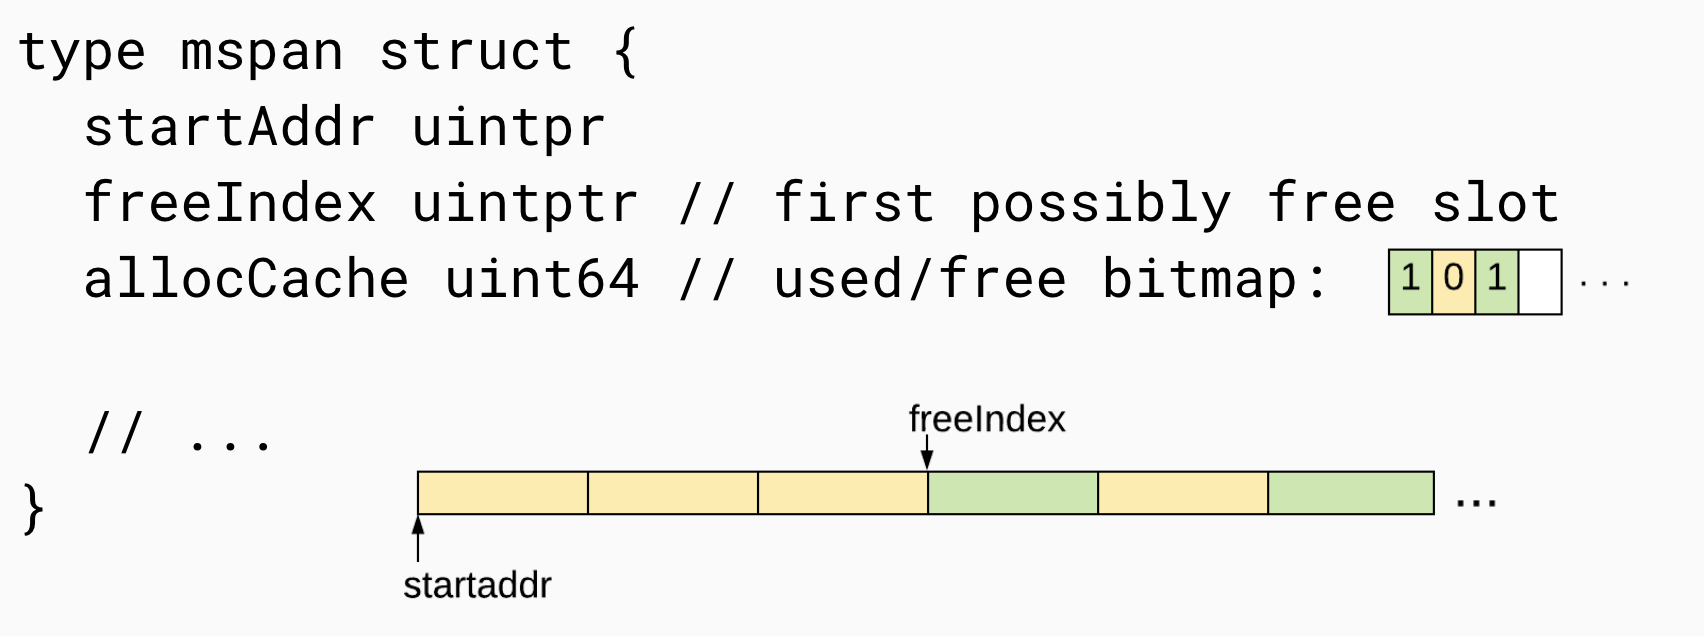 type mspan struct {
startAddr uintpr
freeIndex uintptr // first possibly free slot
allocCache uint64 // used/free bitmap: 1 0 1 ...
// ...
freeIndex
...
}
startaddr